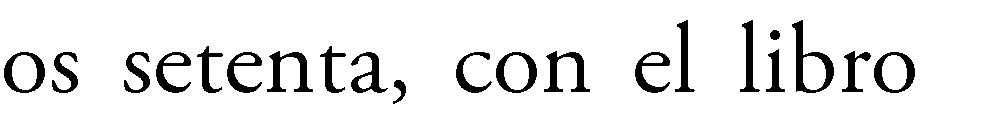 os setenta, con el libro